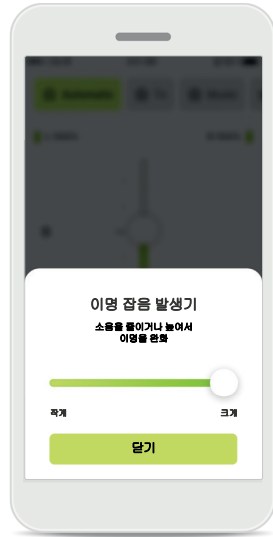 Automatic
이명 잡음 발생기
소음을 줄이거나 높여서
이명을 완화
작게 크게
닫기